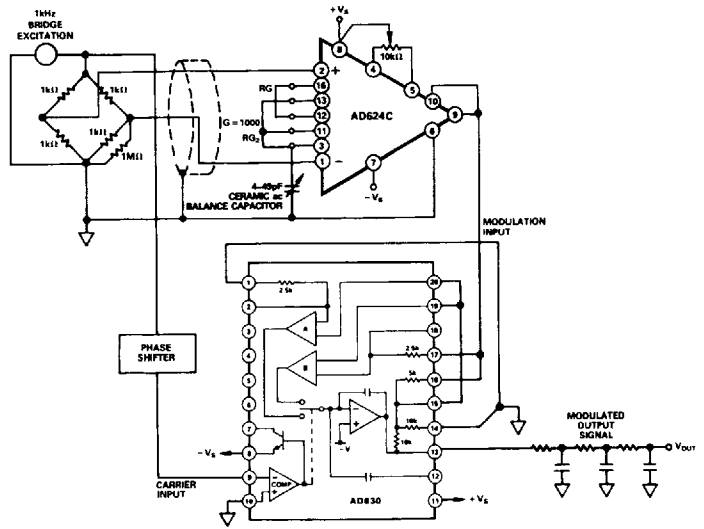 1kHz
BRIDGE
EXCITATION
+VS
8
10kΩ
4
5
10
9
6
7
-VS
AD624C
2 +
16
13
12
11
3
1 -
RG
G = 1000
RG2
1kΩ
1kΩ
1kΩ
1kΩ
1MΩ
4-49pF
CERAMIC ac
BALANCE CAPACITOR
MODULATION
INPUT
PHASE
SHIFTER
1
2
3
4
5
6
7
8
9
10
2.5k
A
B
-V
COMP
AD630
20
19
18
17
16
15
14
13
12
11
2.5k
5k
10k
10k
-VS
CARRIER
INPUT
+VS
MODULATED
OUTPUT
SIGNAL
VOUT